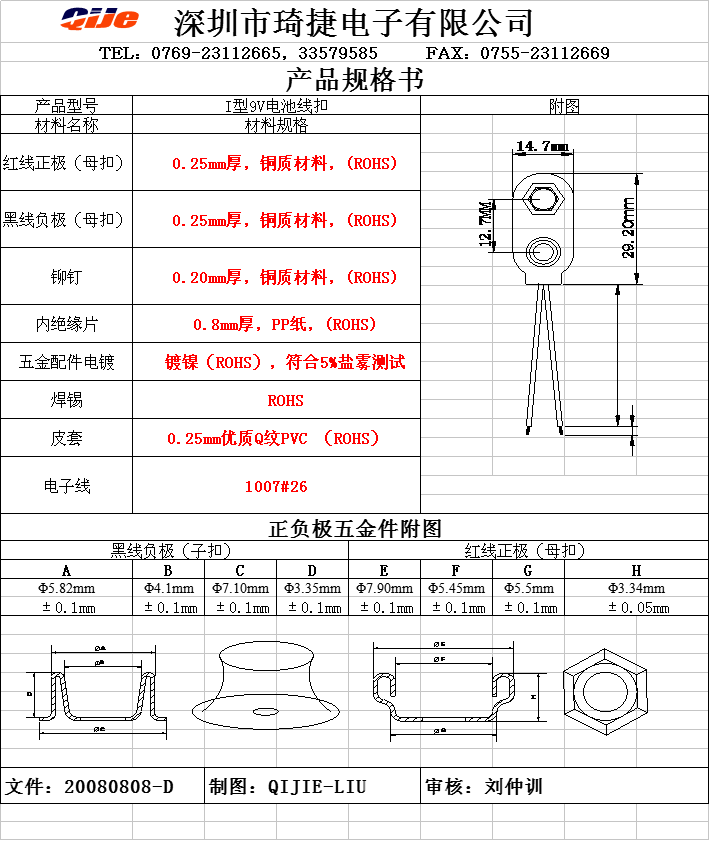 QiJe 深圳市琦捷电子有限公司
TEL：0769-23112665，33579585 FAX：0755-23112669
产品规格书
产品型号 I型9V电池线扣 附图
材料名称 材料规格
红线正极（母扣） 0.25mm厚，铜质材料，(ROHS)
黑线负极（母扣） 0.25mm厚，铜质材料，(ROHS)
铆钉 0.20mm厚，铜质材料，(ROHS)
内绝缘片 0.8mm厚，PP纸，(ROHS)
五金配件电镀 镀镍（ROHS），符合5%盐雾测试
焊锡 ROHS
皮套 0.25mm优质Q纹PVC （ROHS）
电子线 1007#26
14.7mm
12.7MM
29.20mm
正负极五金件附图
黑线负极（子扣） 红线正极（母扣）
A B C D E F G H
Φ5.82mm Φ4.1mm Φ7.10mm Φ3.35mm Φ7.90mm Φ5.45mm Φ5.5mm Φ3.34mm
±0.1mm ±0.1mm ±0.1mm ±0.1mm ±0.1mm ±0.1mm ±0.1mm ±0.05mm
ØA
ØB
D
ØC
ØE
ØF
H
文件：20080808-D 制图：QIJIE-LIU 审核：刘仲训